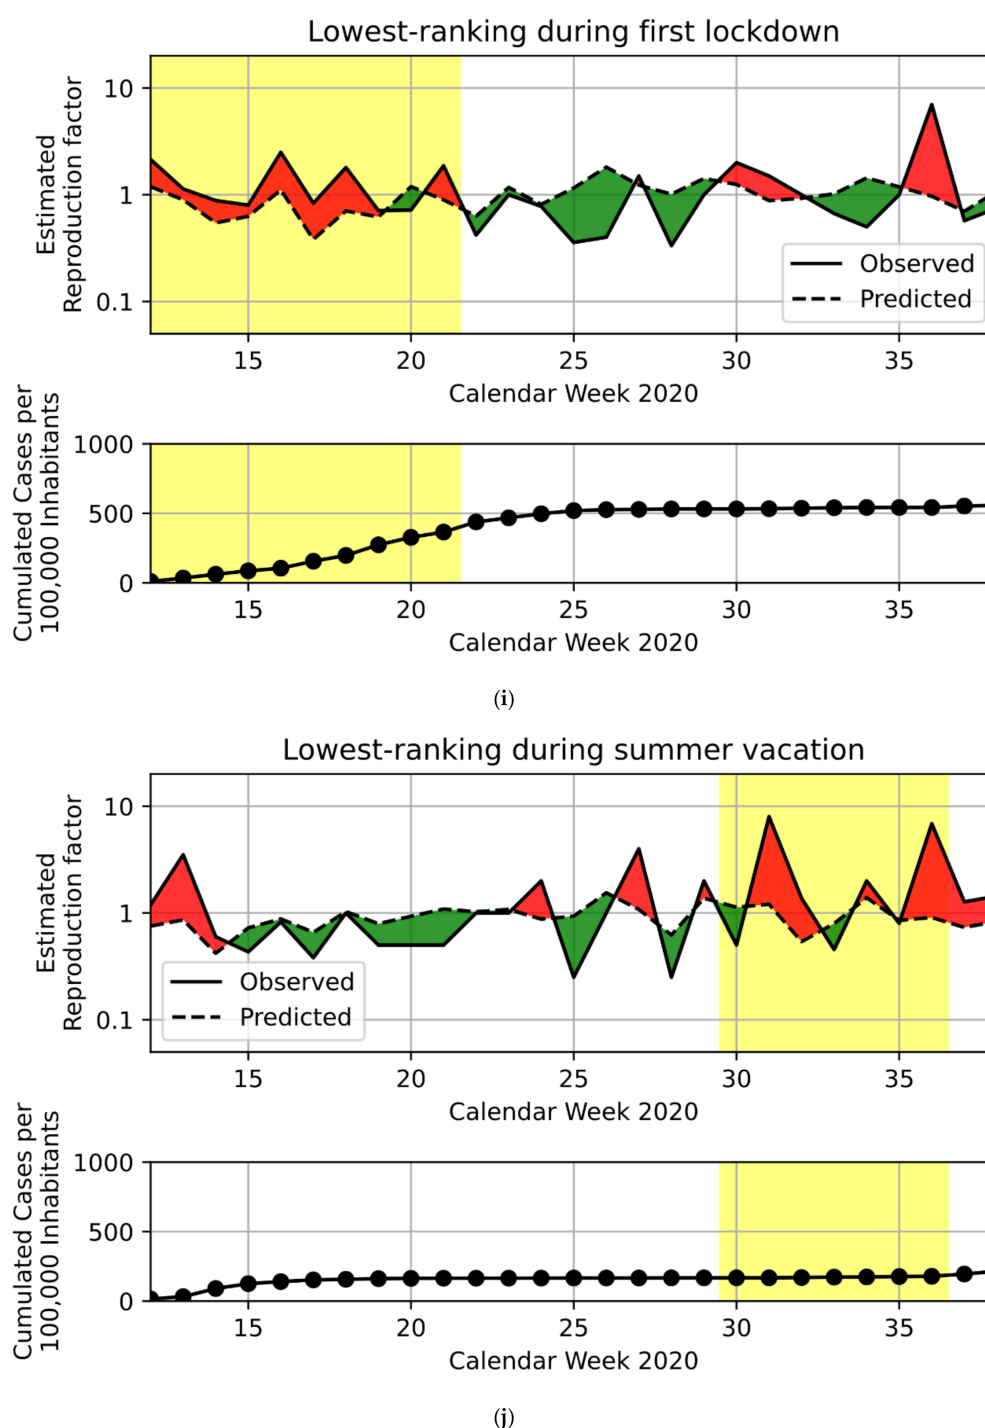 Lowest-ranking during first lockdown
Estimated
Reproduction factor
10
1
0.1
Observed
Predicted
15 20 25 30 35
Calendar Week 2020
Cumulated Cases per
100,000 Inhabitants
1000
500
0
15 20 25 30 35
Calendar Week 2020
(i)
Lowest-ranking during summer vacation
Estimated
Reproduction factor
10
1
0.1
Observed
Predicted
15 20 25 30 35
Calendar Week 2020
Cumulated Cases per
100,000 Inhabitants
1000
500
0
15 20 25 30 35
Calendar Week 2020
(j)